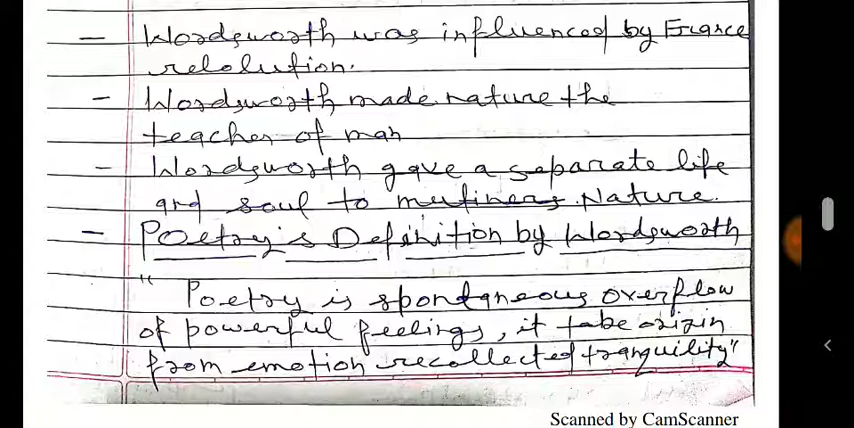 — Wordsworth was influenced by France
revolution.
— Wordsworth made nature the
teacher of man
- Wordsworth gave a separate life
and soul to Nature.
— Poetry's Definition by Wordsworth
" Poetry is spontaneous overflow
of powerful feelings, it take origin
from emotion recollected tranquility"
Scanned by CamScanner